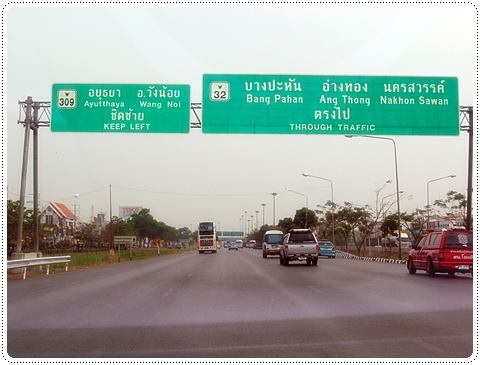 309
อยุธยา อ.วังน้อย
Ayutthaya Wang Noi
ชิดซ้าย
KEEP LEFT
32
บางปะหัน อ่างทอง นครสวรรค์
Bang Pahan Ang Thong Nakhon Sawan
ตรงไป
THROUGH TRAFFIC